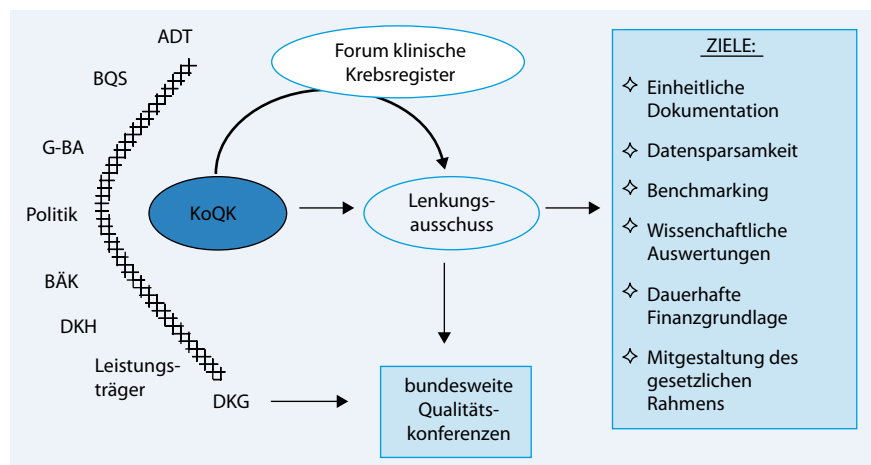 ADT
BQS
G-BA
Politik
BÄK
DKH
Leistungs-
träger
DKG
Forum klinische
Krebsregister
KoQK
Lenkungs-
ausschuss
bundesweite
Qualitäts-
konferenzen
ZIELE:
Einheitliche
Dokumentation
Datensparsamkeit
Benchmarking
Wissenschaftliche
Auswertungen
Dauerhafte
Finanzgrundlage
Mitgestaltung des
gesetzlichen
Rahmens